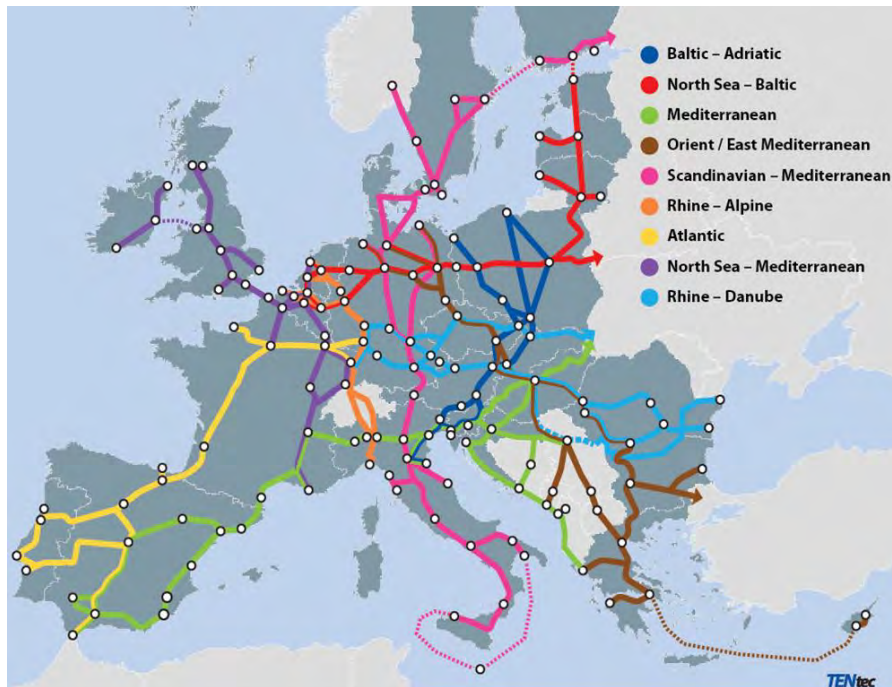 Baltic – Adriatic
North Sea – Baltic
Mediterranean
Orient / East Mediterranean
Scandinavian – Mediterranean
Rhine – Alpine
Atlantic
North Sea – Mediterranean
Rhine – Danube
TENtec